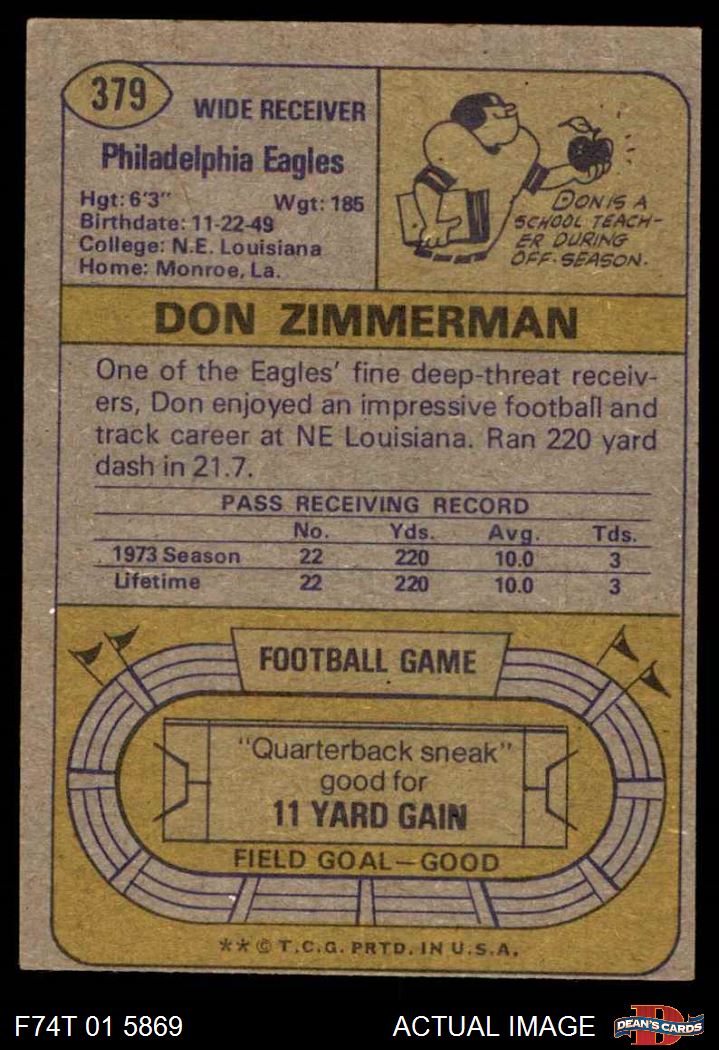 379
WIDE RECEIVER
Philadelphia Eagles
Hgt: 6'3" Wgt: 185
Birthdate: 11-22-49
College: N.E. Louisiana
Home: Monroe, La.
DON IS A
SCHOOL TEACH-
ER DURING
OFF-SEASON.
DON ZIMMERMAN
One of the Eagles' fine deep-threat receiv-
ers, Don enjoyed an impressive football and
track career at NE Louisiana. Ran 220 yard
dash in 21.7.
PASS RECEIVING RECORD
No. Yds. Avg. Tds.
1973 Season 22 220 10.0 3
Lifetime 22 220 10.0 3
FOOTBALL GAME
"Quarterback sneak"
good for
11 YARD GAIN
FIELD GOAL—GOOD
**© T.C.G. PRTD. IN U.S.A.
F74T 01 5869 ACTUAL IMAGE DEAN'S CARDS